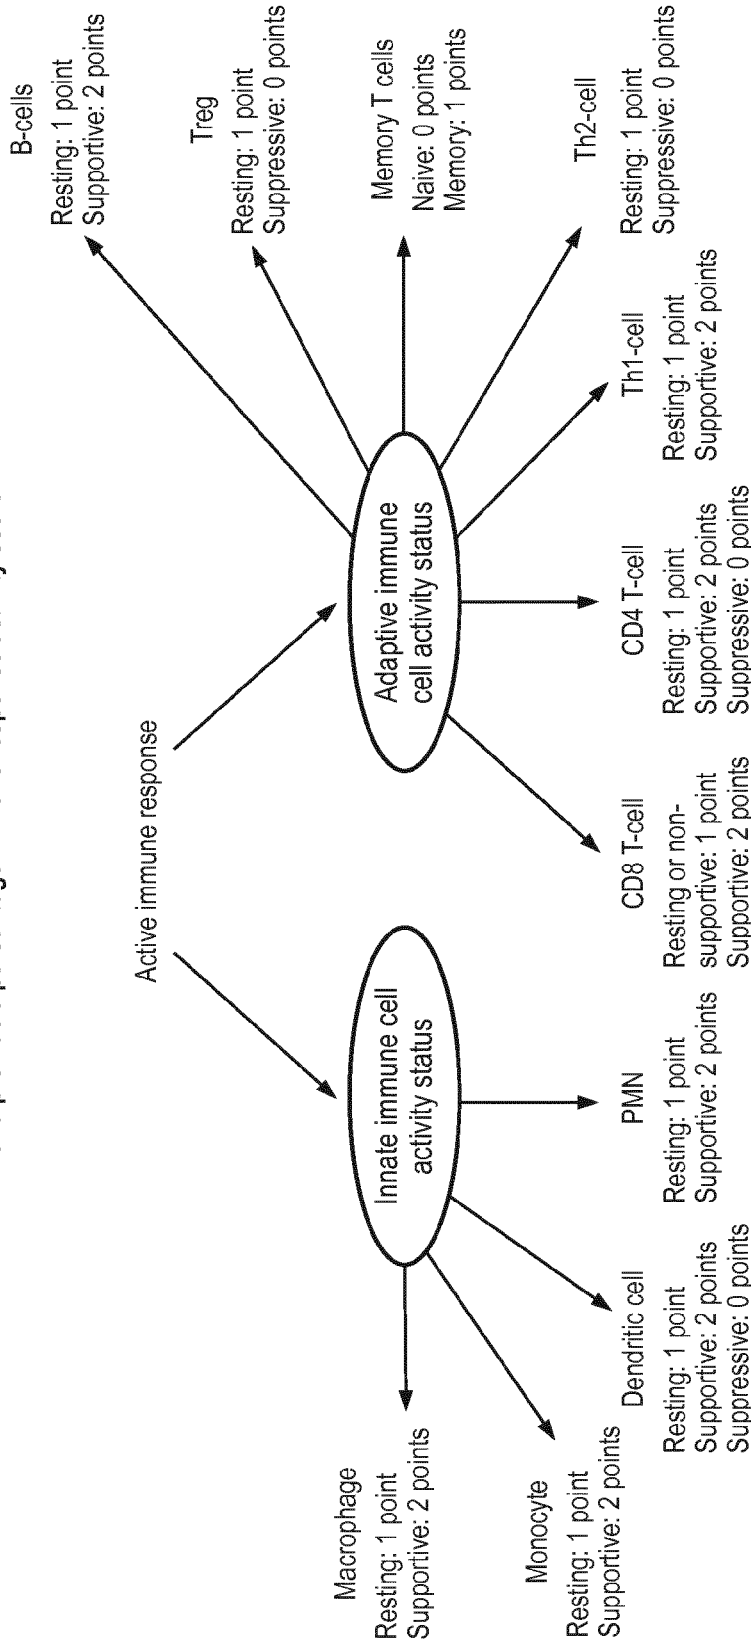 Active immune response
Innate immune cell
activity status
Adaptive immune
cell activity status
Macrophage
Resting: 1 point
Supportive: 2 points
Monocyte
Resting: 1 point
Supportive: 2 points
Dendritic cell
Resting: 1 point
Supportive: 2 points
Suppressive: 0 points
PMN
Resting: 1 point
Supportive: 2 points
CD8 T-cell
Resting or non-
supportive: 1 point
Supportive: 2 points
CD4 T-cell
Resting: 1 point
Supportive: 2 points
Suppressive: 0 points
Th1-cell
Resting: 1 point
Supportive: 2 points
Th2-cell
Resting: 1 point
Suppressive: 0 points
Memory T cells
Naive: 0 points
Memory: 1 point
Treg
Resting: 1 point
Suppressive: 0 points
B-cells
Resting: 1 point
Supportive: 2 points